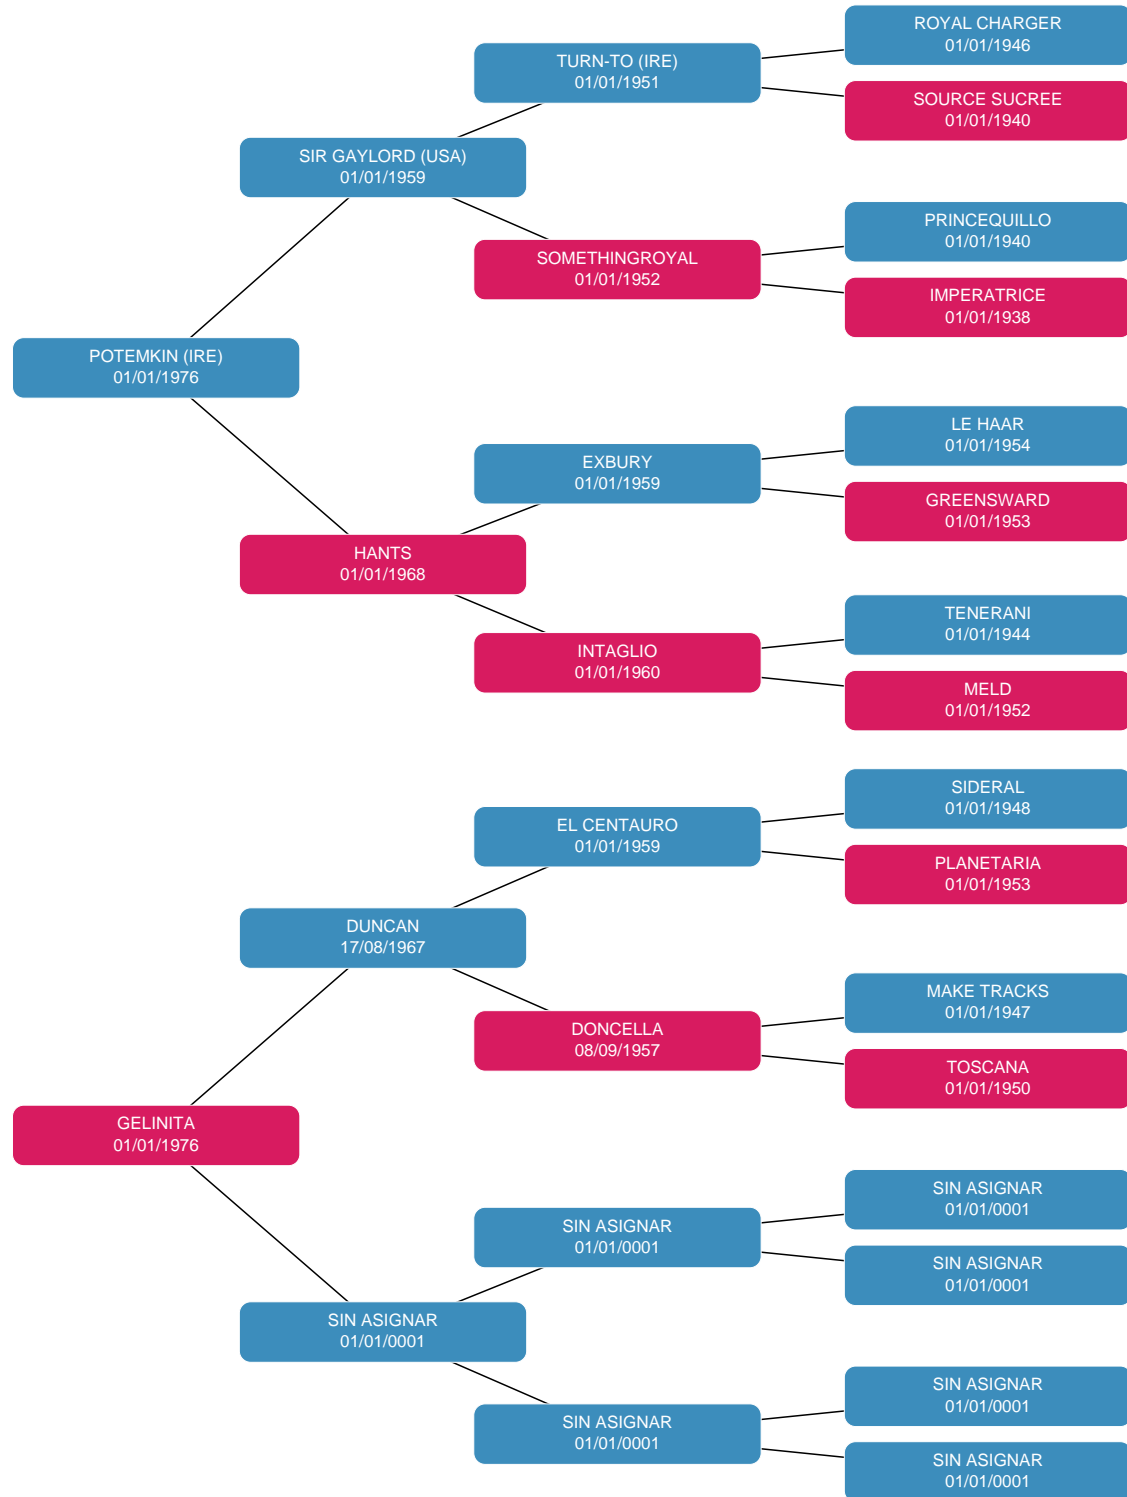 ROYAL CHARGER
01/01/1946
TURN-TO (IRE)
01/01/1951
SOURCE SUCREE
01/01/1940
SIR GAYLORD (USA)
01/01/1959
PRINCEQUILLO
01/01/1940
SOMETHINGROYAL
01/01/1952
IMPERATRICE
01/01/1938
POTEMKIN (IRE)
01/01/1976
LE HAAR
01/01/1954
EXBURY
01/01/1959
GREENSWARD
01/01/1953
HANTS
01/01/1968
TENERANI
01/01/1944
INTAGLIO
01/01/1960
MELD
01/01/1952
SIDERAL
01/01/1948
EL CENTAURO
01/01/1959
PLANETARIA
01/01/1953
DUNCAN
17/08/1967
MAKE TRACKS
01/01/1947
DONCELLA
08/09/1957
TOSCANA
01/01/1950
GELINITA
01/01/1976
SIN ASIGNAR
01/01/0001
SIN ASIGNAR
01/01/0001
SIN ASIGNAR
01/01/0001
SIN ASIGNAR
01/01/0001
SIN ASIGNAR
01/01/0001
SIN ASIGNAR
01/01/0001
SIN ASIGNAR
01/01/0001